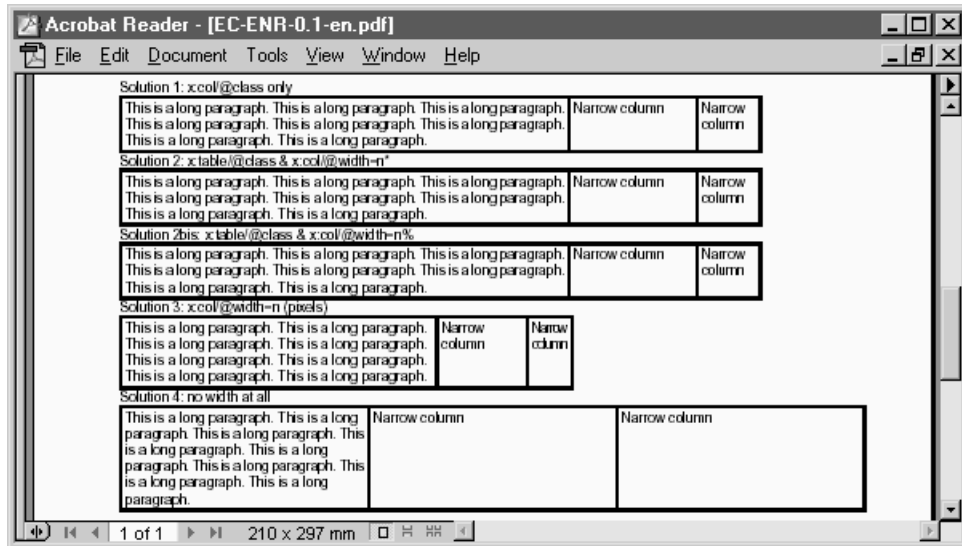 Acrobat Reader - [EC-ENR-0.1-en.pdf]
File Edit Document Tools View Window Help
Solution 1: x:col/@class only
This is a long paragraph. This is a long paragraph. This is a long paragraph. Narrow column Narrow
This is a long paragraph. This is a long paragraph. This is a long paragraph. column
This is a long paragraph. This is a long paragraph.
Solution 2: x:table/@class & x:col/@width=n*
This is a long paragraph. This is a long paragraph. This is a long paragraph. Narrow column Narrow
This is a long paragraph. This is a long paragraph. This is a long paragraph. column
This is a long paragraph. This is a long paragraph.
Solution 2bis: x:table/@class & x:col/@width=n%
This is a long paragraph. This is a long paragraph. This is a long paragraph. Narrow column Narrow
This is a long paragraph. This is a long paragraph. This is a long paragraph. column
This is a long paragraph. This is a long paragraph.
Solution 3: x:col/@width=n (pixels)
This is a long paragraph. This is a long paragraph. Narrow Narrow
This is a long paragraph. This is a long paragraph. column column
This is a long paragraph. This is a long paragraph.
This is a long paragraph. This is a long paragraph.
Solution 4: no width at all
This is a long paragraph. This is a long Narrow column Narrow column
paragraph. This is a long paragraph. This
is a long paragraph. This is a long
paragraph. This is a long paragraph. This
is a long paragraph. This is a long
paragraph.
1 of 1 210 x 297 mm